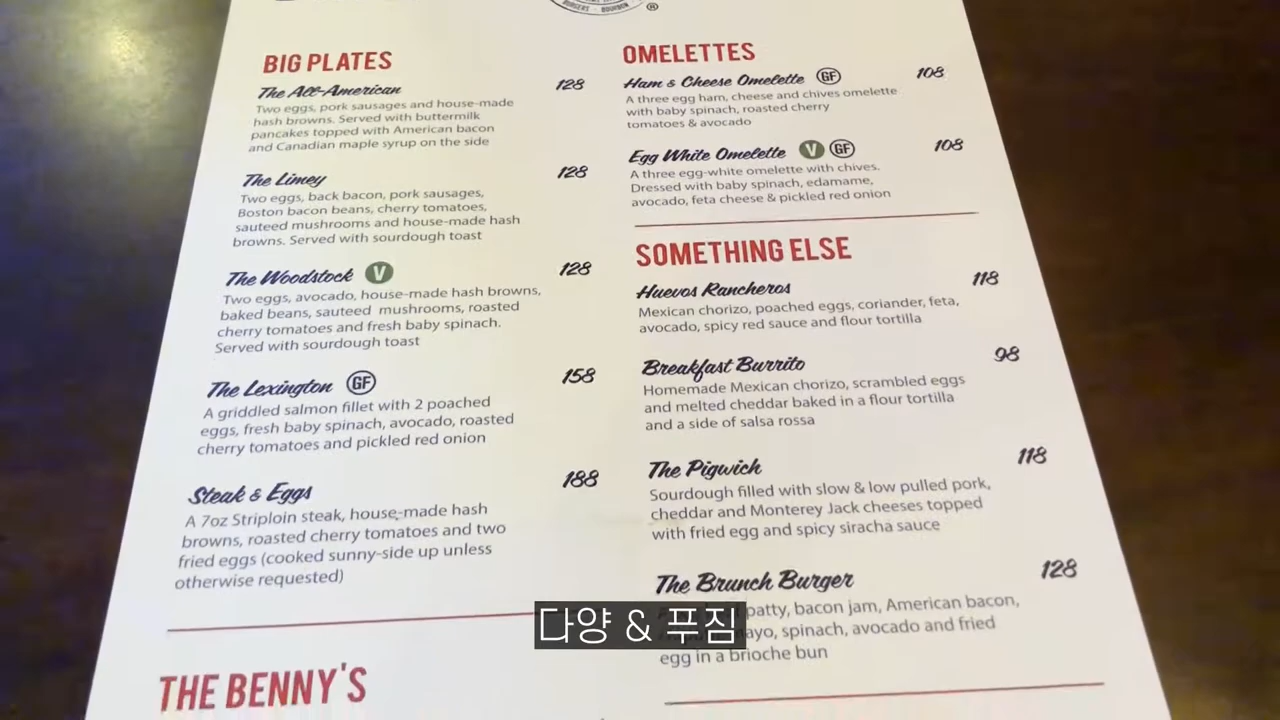 BURGERS · BOURBON
BIG PLATES
The All-American 128
Two eggs, pork sausages and house-made
hash browns. Served with buttermilk
pancakes topped with American bacon
and Canadian maple syrup on the side
The Limey 128
Two eggs, back bacon, pork sausages,
Boston bacon beans, cherry tomatoes,
sauteed mushrooms and house-made hash
browns. Served with sourdough toast
The Woodstock V 128
Two eggs, avocado, house-made hash browns,
baked beans, sauteed mushrooms, roasted
cherry tomatoes and fresh baby spinach.
Served with sourdough toast
The Lexington GF 158
A griddled salmon fillet with 2 poached
eggs, fresh baby spinach, avocado, roasted
cherry tomatoes and pickled red onion
Steak & Eggs 188
A 7oz Striploin steak, house-made hash
browns, roasted cherry tomatoes and two
fried eggs (cooked sunny-side up unless
otherwise requested)
THE BENNY'S
OMELETTES
Ham & Cheese Omelette GF 108
A three egg ham, cheese and chives omelette
with baby spinach, roasted cherry
tomatoes & avocado
Egg White Omelette V GF 108
A three egg-white omelette with chives.
Dressed with baby spinach, edamame,
avocado, feta cheese & pickled red onion
SOMETHING ELSE
Huevos Rancheros 118
Mexican chorizo, poached eggs, coriander, feta,
avocado, spicy red sauce and flour tortilla
Breakfast Burrito 98
Homemade Mexican chorizo, scrambled eggs
and melted cheddar baked in a flour tortilla
and a side of salsa rossa
The Pigwich 118
Sourdough filled with slow & low pulled pork,
cheddar and Monterey Jack cheeses topped
with fried egg and spicy siracha sauce
The Brunch Burger 128
patty, bacon jam, American bacon,
mayo, spinach, avocado and fried
egg in a brioche bun
다양 & 푸짐